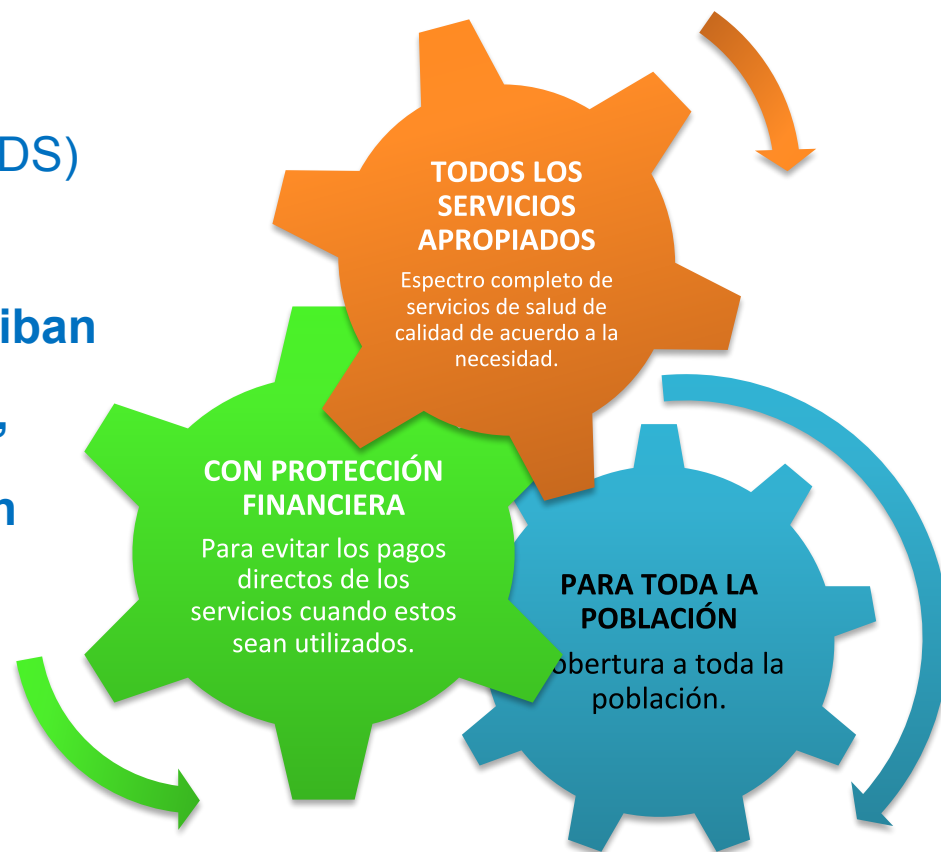 DS)
iban
,
n
TODOS LOS
SERVICIOS
APROPIADOS
Espectro completo de
servicios de salud de
calidad de acuerdo a la
necesidad.
CON PROTECCIÓN
FINANCIERA
Para evitar los pagos
directos de los
servicios cuando estos
sean utilizados.
PARA TODA LA
POBLACIÓN
obertura a toda la
población.